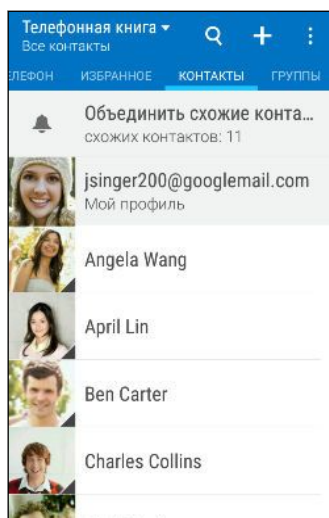 Телефонная книга
Все контакты
ЛЕФОН ИЗБРАННОЕ КОНТАКТЫ ГРУППЫ
Объединить схожие конта...
схожих контактов: 11
jsinger200@googlemail.com
Мой профиль
Angela Wang
April Lin
Ben Carter
Charles Collins